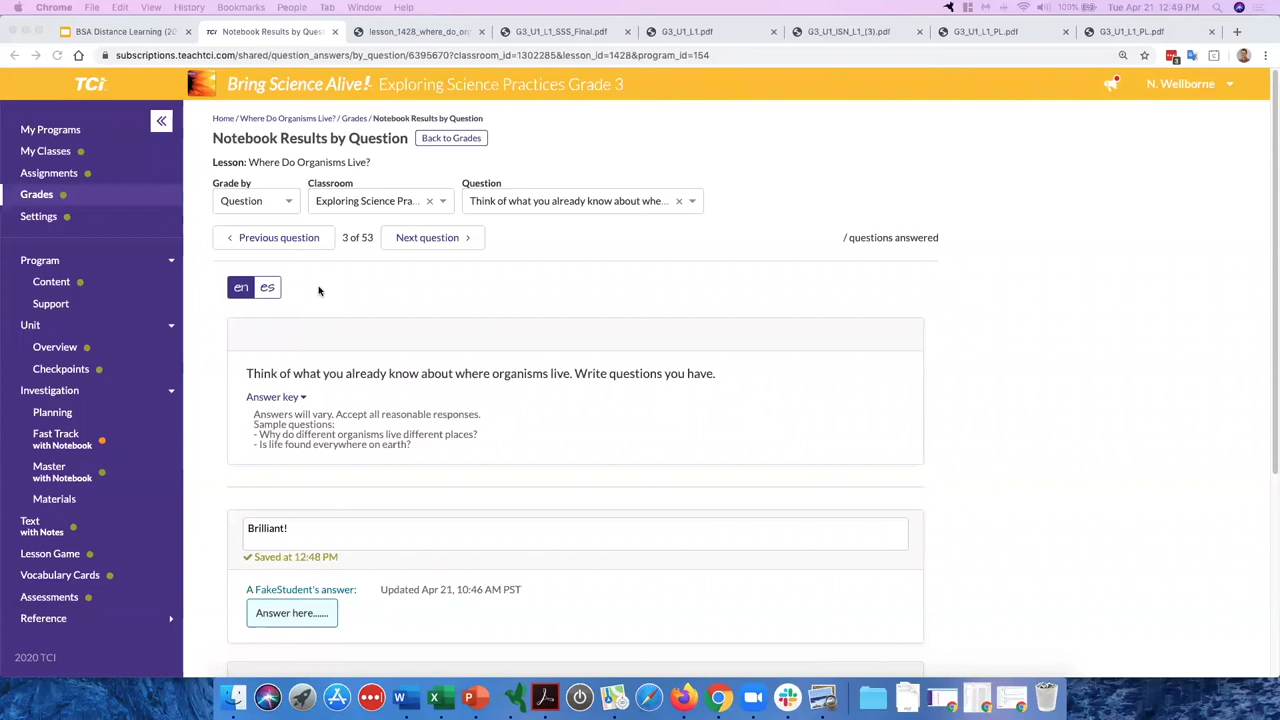 Chrome File Edit View History Bookmarks People Tab Window Help 100% Tue Apr 21 12:49 PM
BSA Distance Learning (2020 TCI Notebook Results by Ques lesson_1428_where_do_or G3_U1_L1_SSS_Final.pdf G3_U1_L1.pdf G3_U1_ISN_L1_(3).pdf G3_U1_L1_PL.pdf G3_U1_L1_PL.pdf
subscriptions.teachtci.com/shared/question_answers/by_question/6395670?classroom_id=1302285&lesson_id=1428&program_id=154
TCi Bring Science Alive!- Exploring Science Practices Grade 3 N. Wellborne
Home / Where Do Organisms Live? / Grades / Notebook Results by Question
Notebook Results by Question Back to Grades
Lesson: Where Do Organisms Live?
Grade by Classroom Question
Question Exploring Science Pra... Think of what you already know about whe...
Previous question 3 of 53 Next question / questions answered
en es
Think of what you already know about where organisms live. Write questions you have.
Answer key
Answers will vary. Accept all reasonable responses.
Sample questions:
- Why do different organisms live different places?
- Is life found everywhere on earth?
Brilliant!
Saved at 12:48 PM
A FakeStudent's answer: Updated Apr 21, 10:46 AM PST
Answer here.......
My Programs
My Classes
Assignments
Grades
Settings
Program
Content
Support
Unit
Overview
Checkpoints
Investigation
Planning
Fast Track
with Notebook
Master
with Notebook
Materials
Text
with Notes
Lesson Game
Vocabulary Cards
Assessments
Reference
2020 TCI